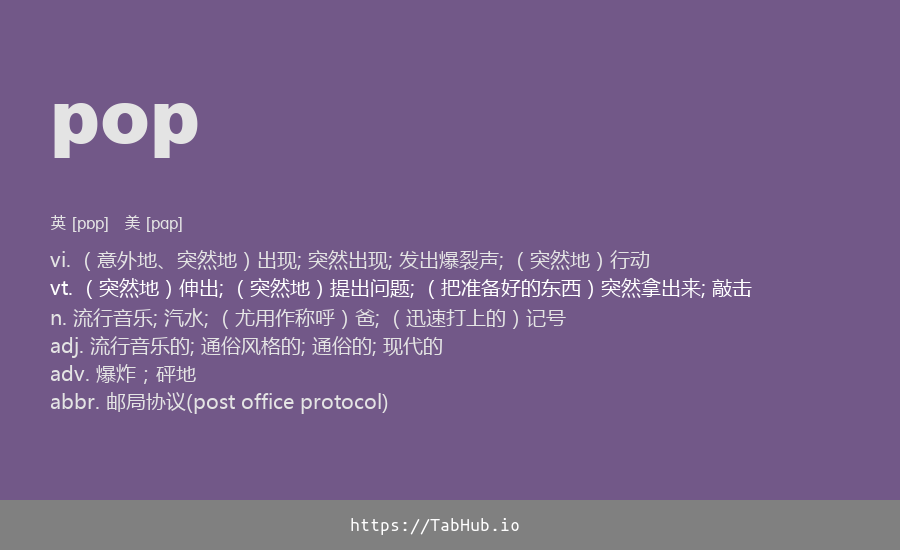 pop
英 [pɒp] 美 [pɑp]
vi. （意外地、突然地）出现; 突然出现; 发出爆裂声; （突然地）行动
vt. （突然地）伸出; （突然地）提出问题; （把准备好的东西）突然拿出来; 敲击
n. 流行音乐; 汽水; （尤用作称呼）爸; （迅速打上的）记号
adj. 流行音乐的; 通俗风格的; 通俗的; 现代的
adv. 爆炸；砰地
abbr. 邮局协议(post office protocol)
https://TabHub.io